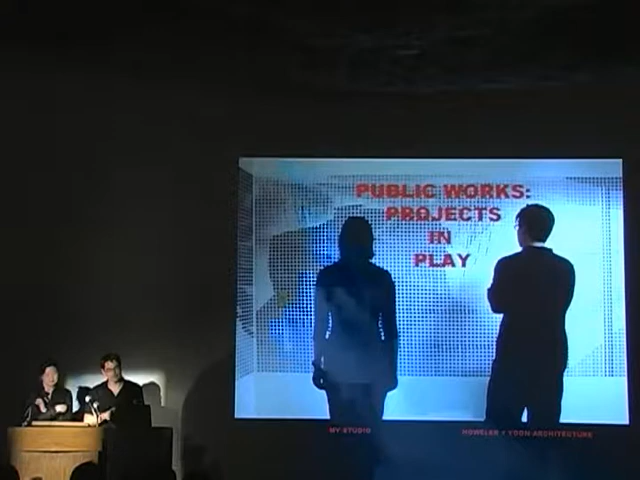 PUBLIC WORKS:
PROJECTS
IN
PLAY
MY STUDIO
HOWELER + YOON ARCHITECTURE